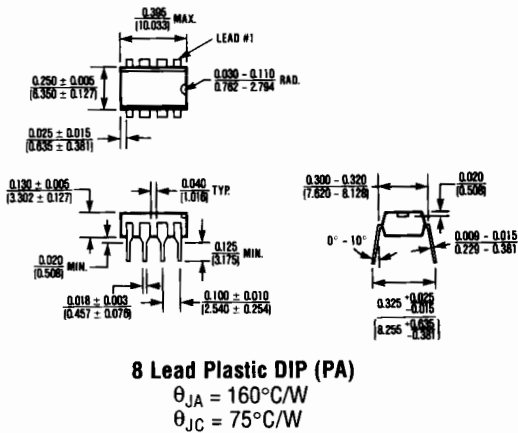 0.395
(10.033) MAX.
LEAD #1
0.250 ± 0.005
(6.350 ± 0.127)
0.030 - 0.110
0.762 - 2.794 RAD.
0.025 ± 0.015
(0.635 ± 0.381)
0.130 ± 0.005
(3.302 ± 0.127)
0.040
(1.016) TYP.
0.020
(0.508) MIN.
0.125
(3.175) MIN.
0.018 ± 0.003
(0.457 ± 0.076)
0.100 ± 0.010
(2.540 ± 0.254)
0.300 - 0.320
(7.620 - 8.128)
0.020
(0.508)
0° - 10°
0.009 - 0.015
0.229 - 0.381
0.325 +0.025 -0.015
(8.255 +0.635 -0.381)
8 Lead Plastic DIP (PA)
θJA = 160°C/W
θJC = 75°C/W